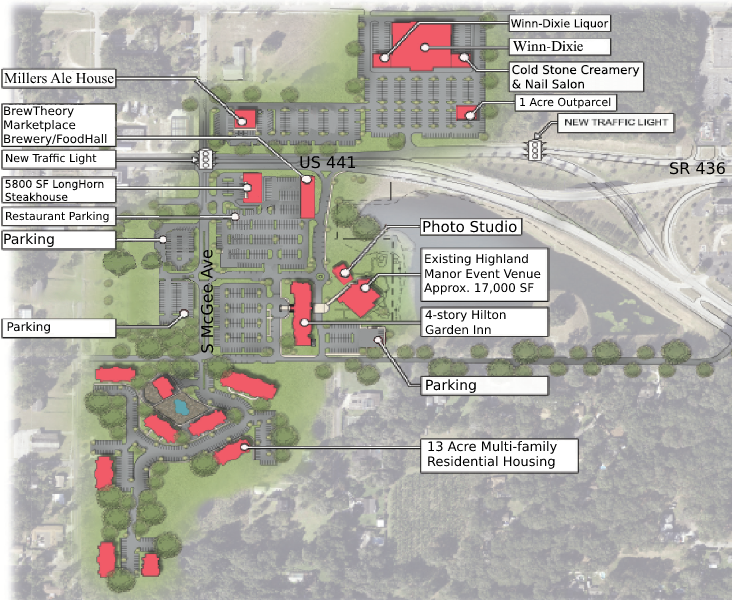 Winn-Dixie Liquor
Winn-Dixie
Cold Stone Creamery
& Nail Salon
1 Acre Outparcel
NEW TRAFFIC LIGHT
Millers Ale House
BrewTheory
Marketplace
Brewery/FoodHall
New Traffic Light
US 441
SR 436
5800 SF LongHorn
Steakhouse
Restaurant Parking
Parking
Photo Studio
Existing Highland
Manor Event Venue
Approx. 17,000 SF
S McGee Ave
4-story Hilton
Garden Inn
Parking
Parking
13 Acre Multi-family
Residential Housing